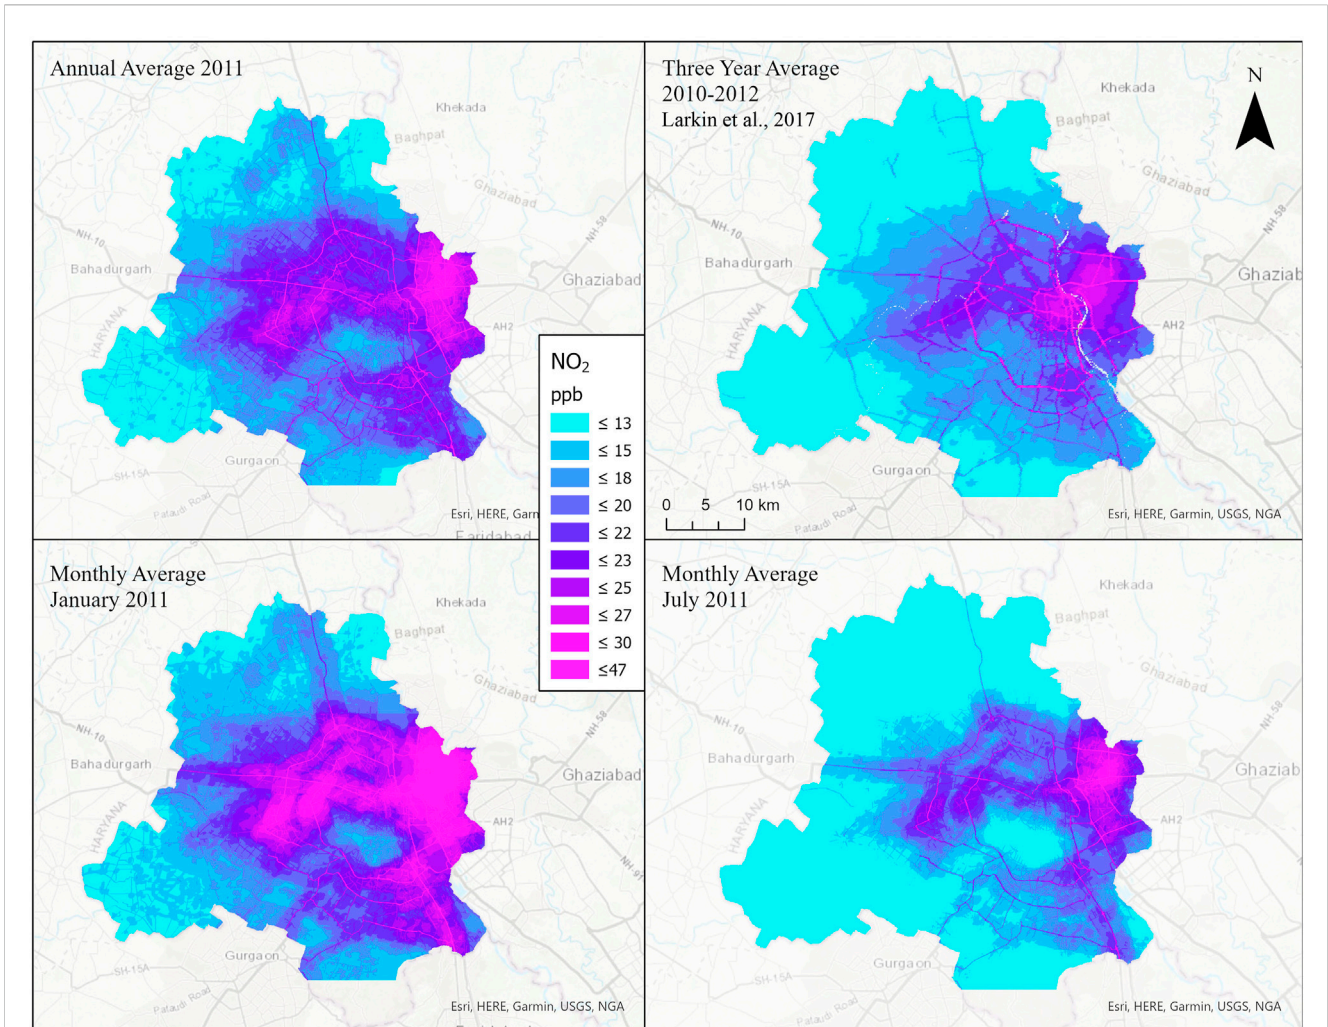 Annual Average 2011
Khekada
Baghpat
Ghaziabad
NH-58
NH-10
Bahadurgarh
Ghaziabad
HARYANA
AH2
Gurgaon
SH-15A
Pataudi Road
Esri, HERE, Garm
Faridabad
Three Year Average
2010-2012
Larkin et al., 2017
N
Khekada
Baghpat
Ghaziabad
NH-58
NH-10
Bahadurgarh
Ghaziab
HARYANA
AH2
Gurgaon
SH-15A
Pataudi Road
0 5 10 km
Esri, HERE, Garmin, USGS, NGA
NO₂
ppb
≤ 13
≤ 15
≤ 18
≤ 20
≤ 22
≤ 23
≤ 25
≤ 27
≤ 30
≤47
Monthly Average
January 2011
Khekada
Baghpat
Ghaziabad
NH-58
NH-10
Bahadurgarh
Ghaziabad
HARYANA
AH2
NH-91
Gurgaon
SH-15A
Pataudi Road
Esri, HERE, Garmin, USGS, NGA
Monthly Average
July 2011
Khekada
Baghpat
Ghaziabad
NH-58
NH-10
Bahadurgarh
Ghaziab
HARYANA
AH2
Gurgaon
SH-15A
Pataudi Road
Esri, HERE, Garmin, USGS, NGA